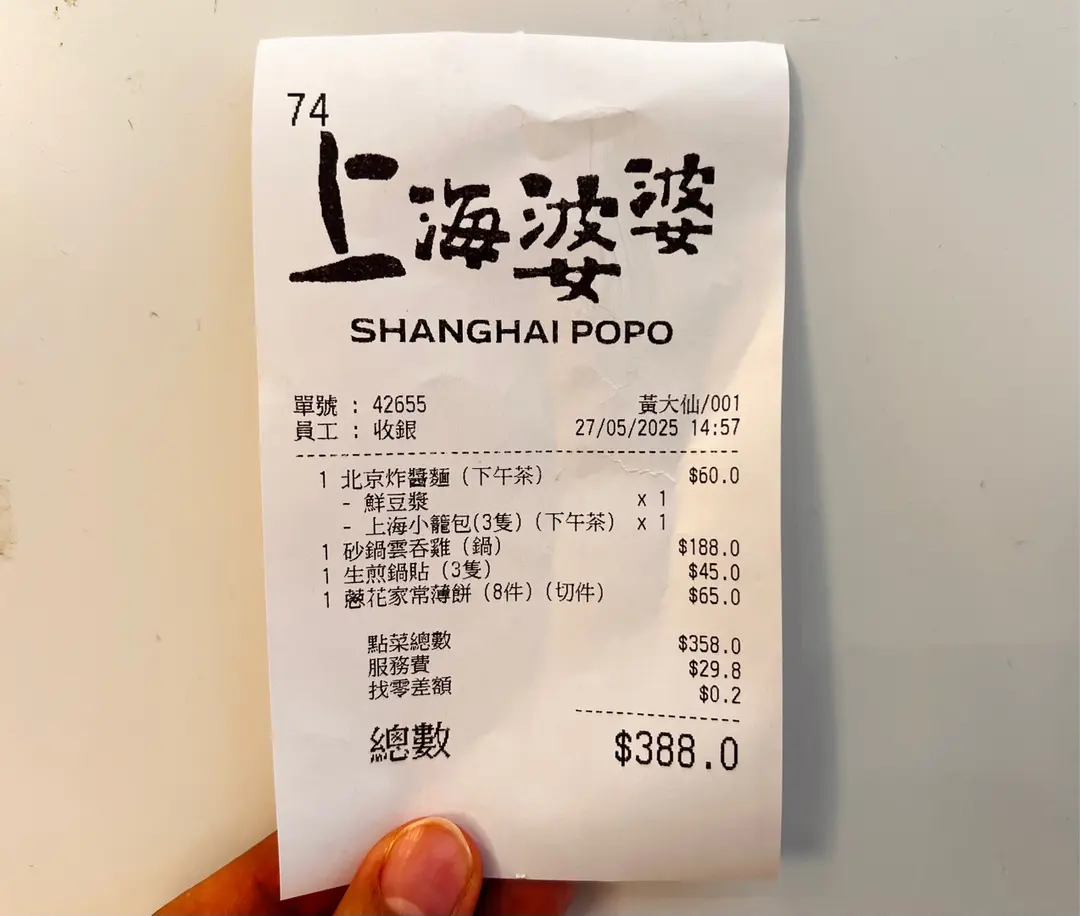 74
上海婆婆
SHANGHAI POPO
單號 : 42655 黃大仙/001
員工 : 收銀 27/05/2025 14:57
1 北京炸醬麵 (下午茶) $60.0
- 鮮豆漿 x 1
- 上海小籠包(3隻) (下午茶) x 1
1 砂鍋雲吞雞 (鍋) $188.0
1 生煎鍋貼 (3隻) $45.0
1 蔥花家常薄餅 (8件) (切件) $65.0
點菜總數 $358.0
服務費 $29.8
找零差額 $0.2
總數 $388.0